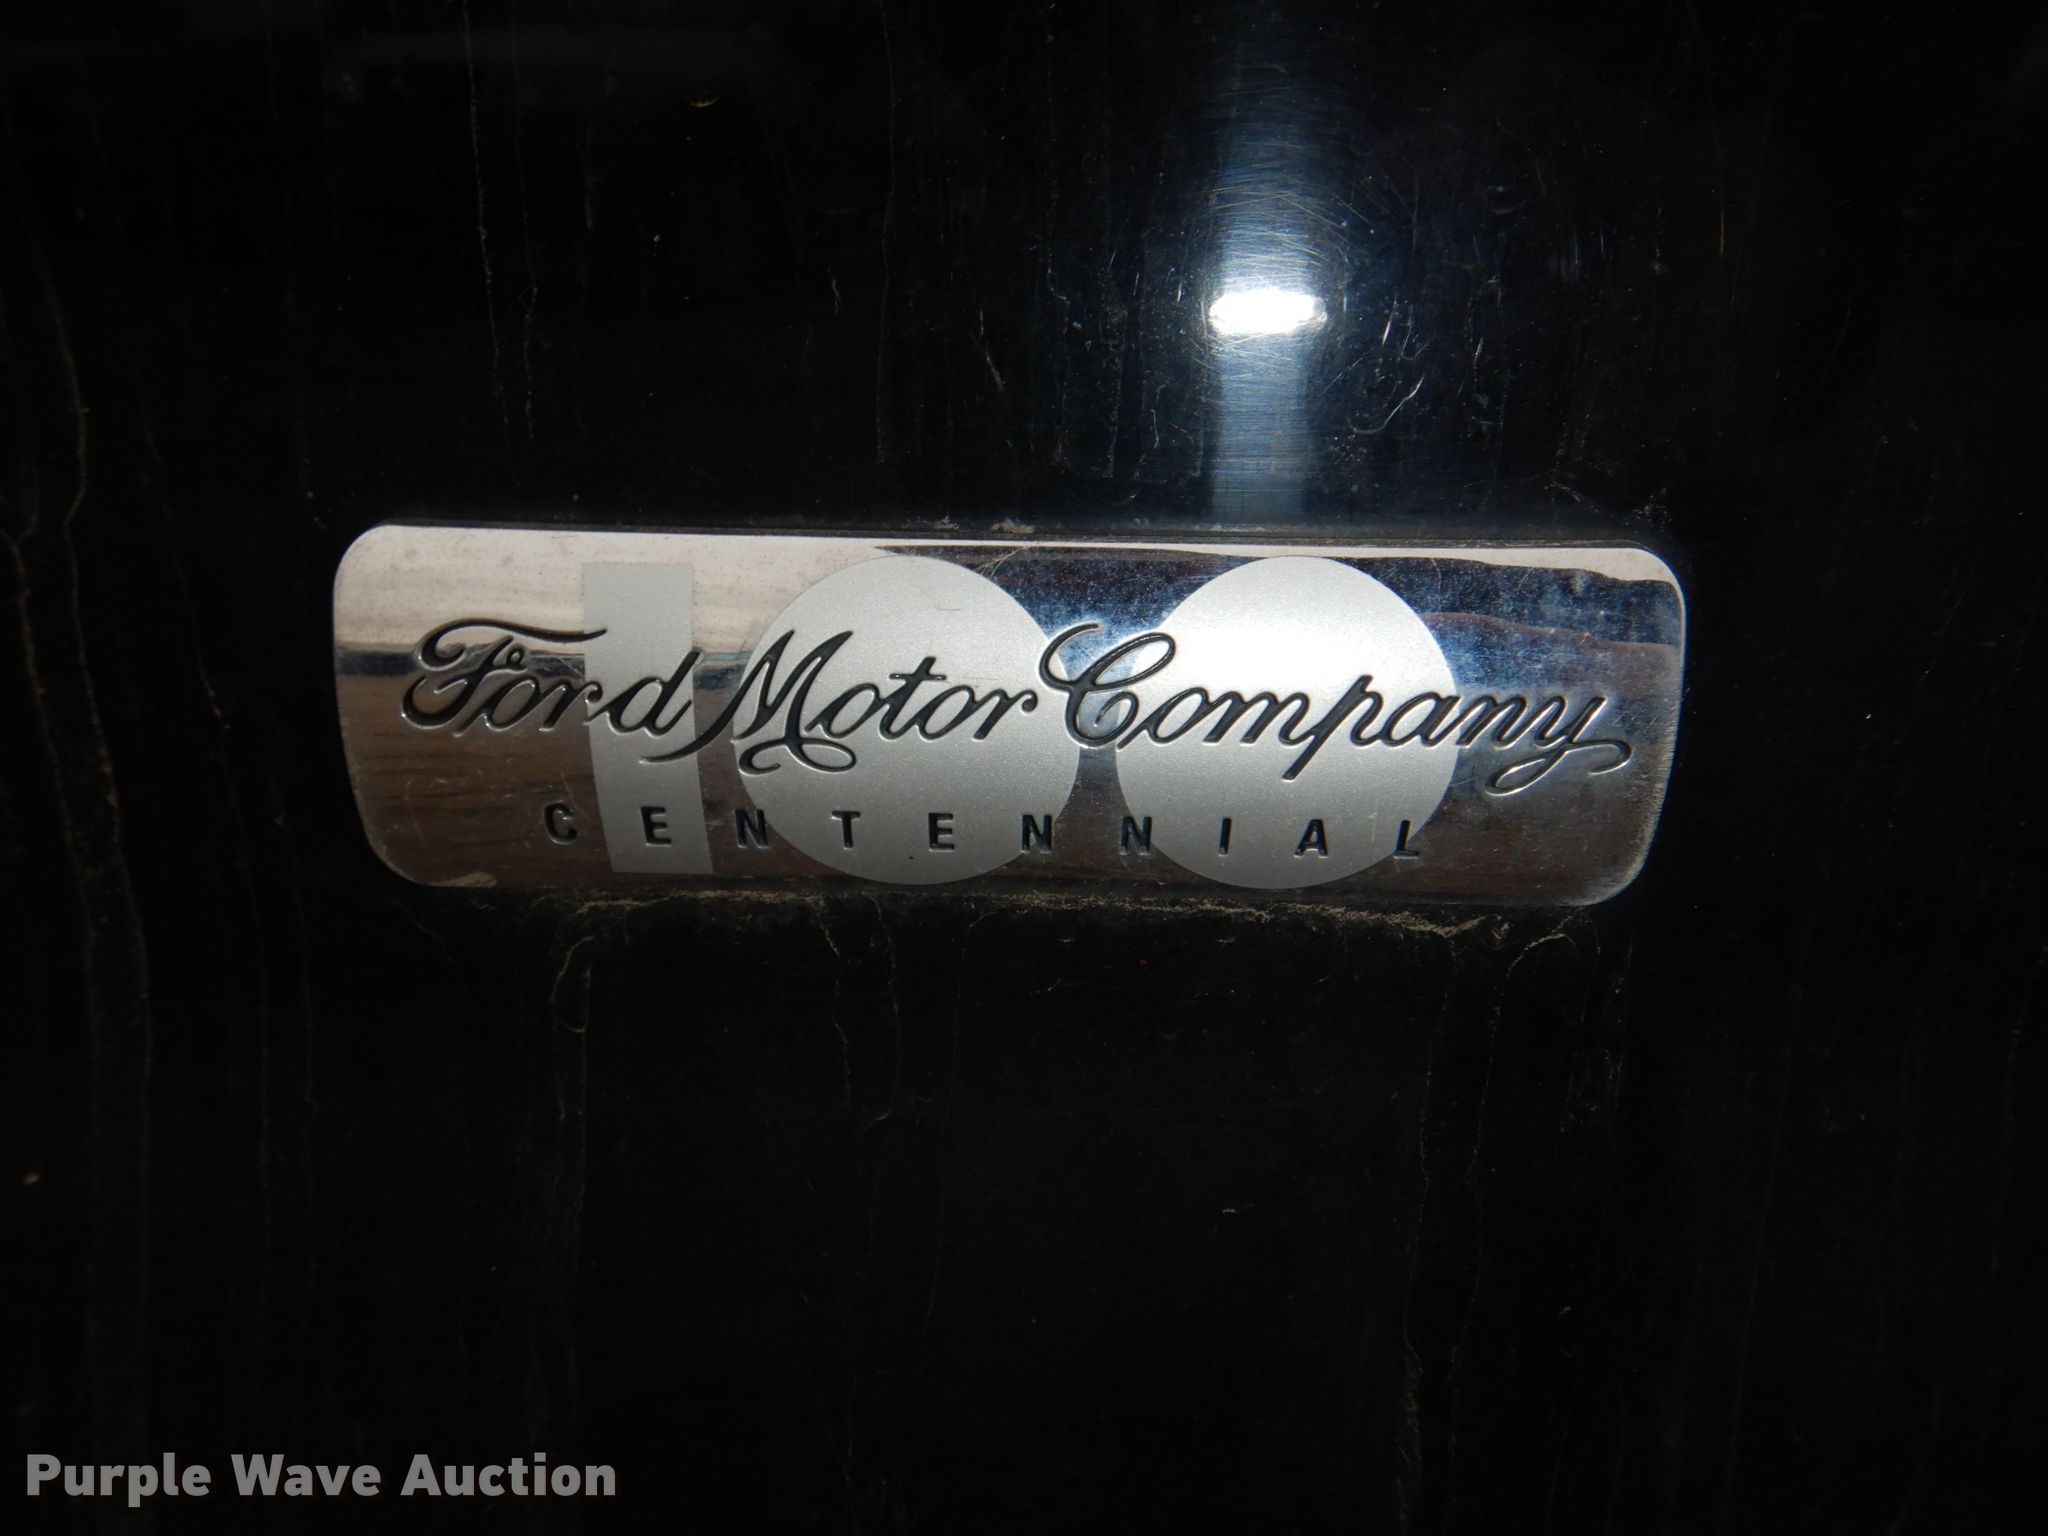 100
Ford Motor Company
CENTENNIAL
Purple Wave Auction